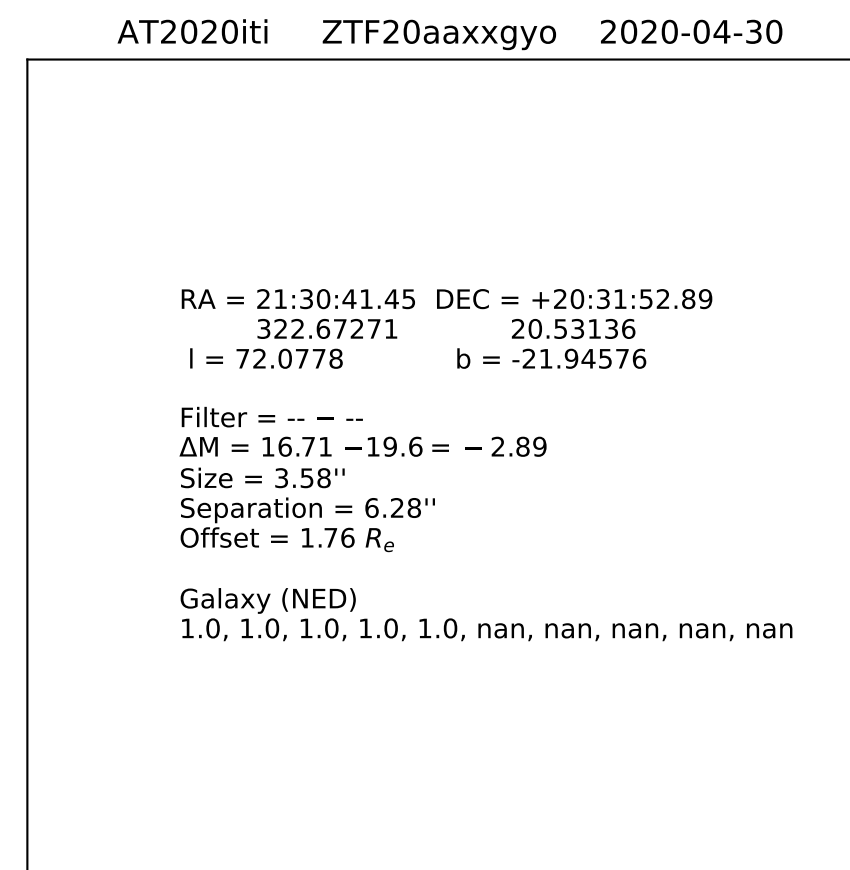 AT2020iti ZTF20aaxxgyo 2020-04-30
RA = 21:30:41.45 DEC = +20:31:52.89
322.67271 20.53136
l = 72.0778 b = -21.94576
Filter = -- − --
ΔM = 16.71 −19.6 = − 2.89
Size = 3.58''
Separation = 6.28''
Offset = 1.76 Re
Galaxy (NED)
1.0, 1.0, 1.0, 1.0, 1.0, nan, nan, nan, nan, nan